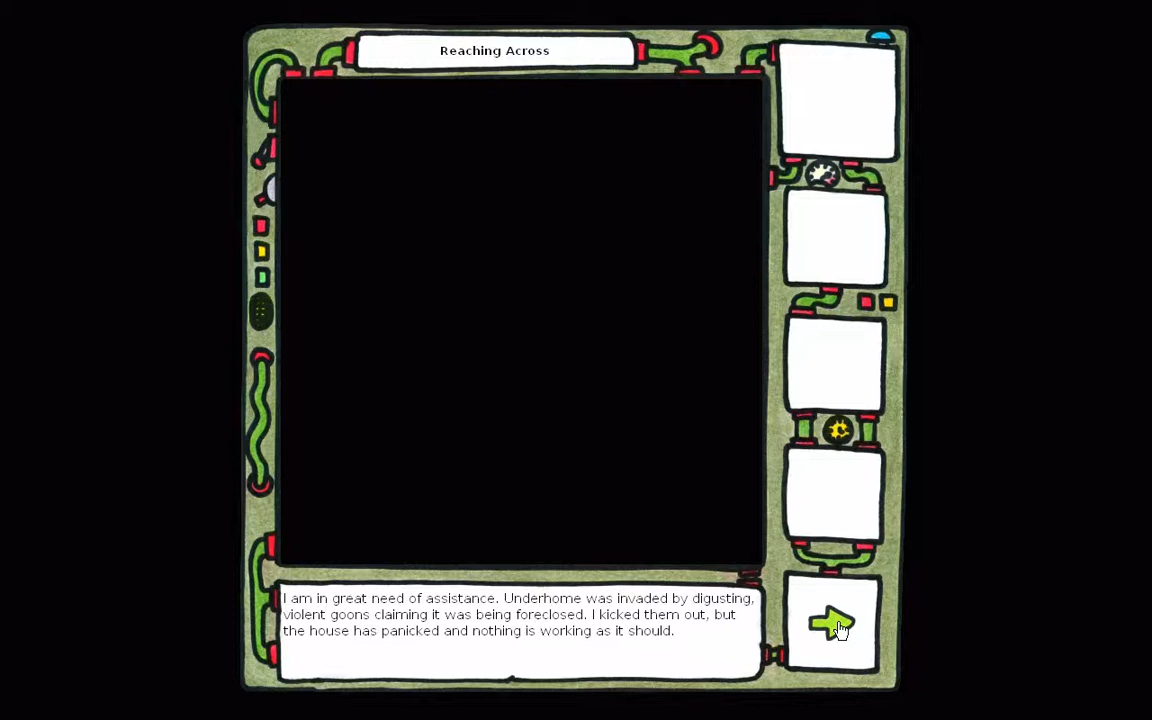 Reaching Across
I am in great need of assistance. Underhome was invaded by digusting,
violent goons claiming it was being foreclosed. I kicked them out, but
the house has panicked and nothing is working as it should.